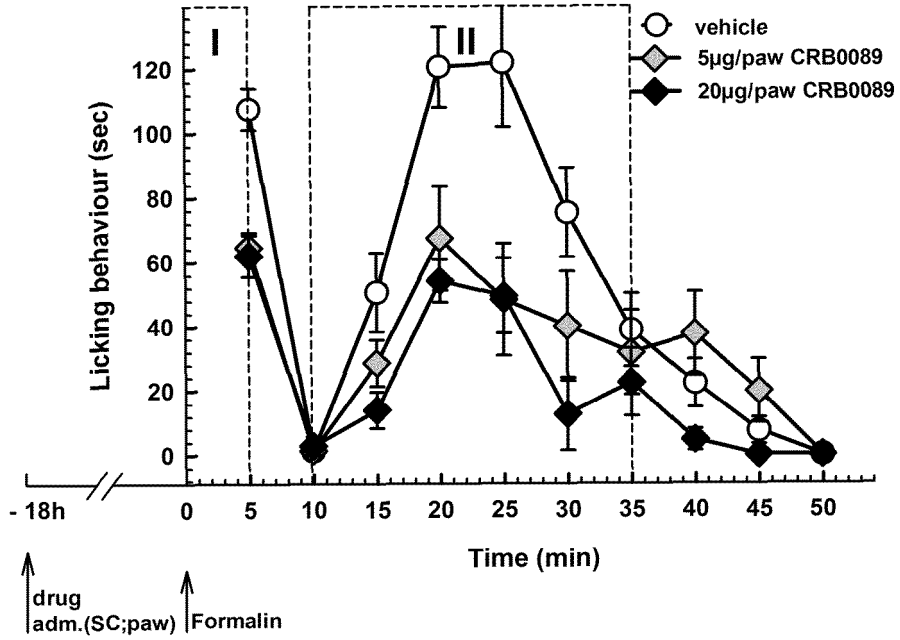 I
II
vehicle
5µg/paw CRB0089
20µg/paw CRB0089
Licking behaviour (sec)
120
100
80
60
40
20
0
- 18h
0 5 10 15 20 25 30 35 40 45 50
Time (min)
drug
adm.(SC;paw)
Formalin